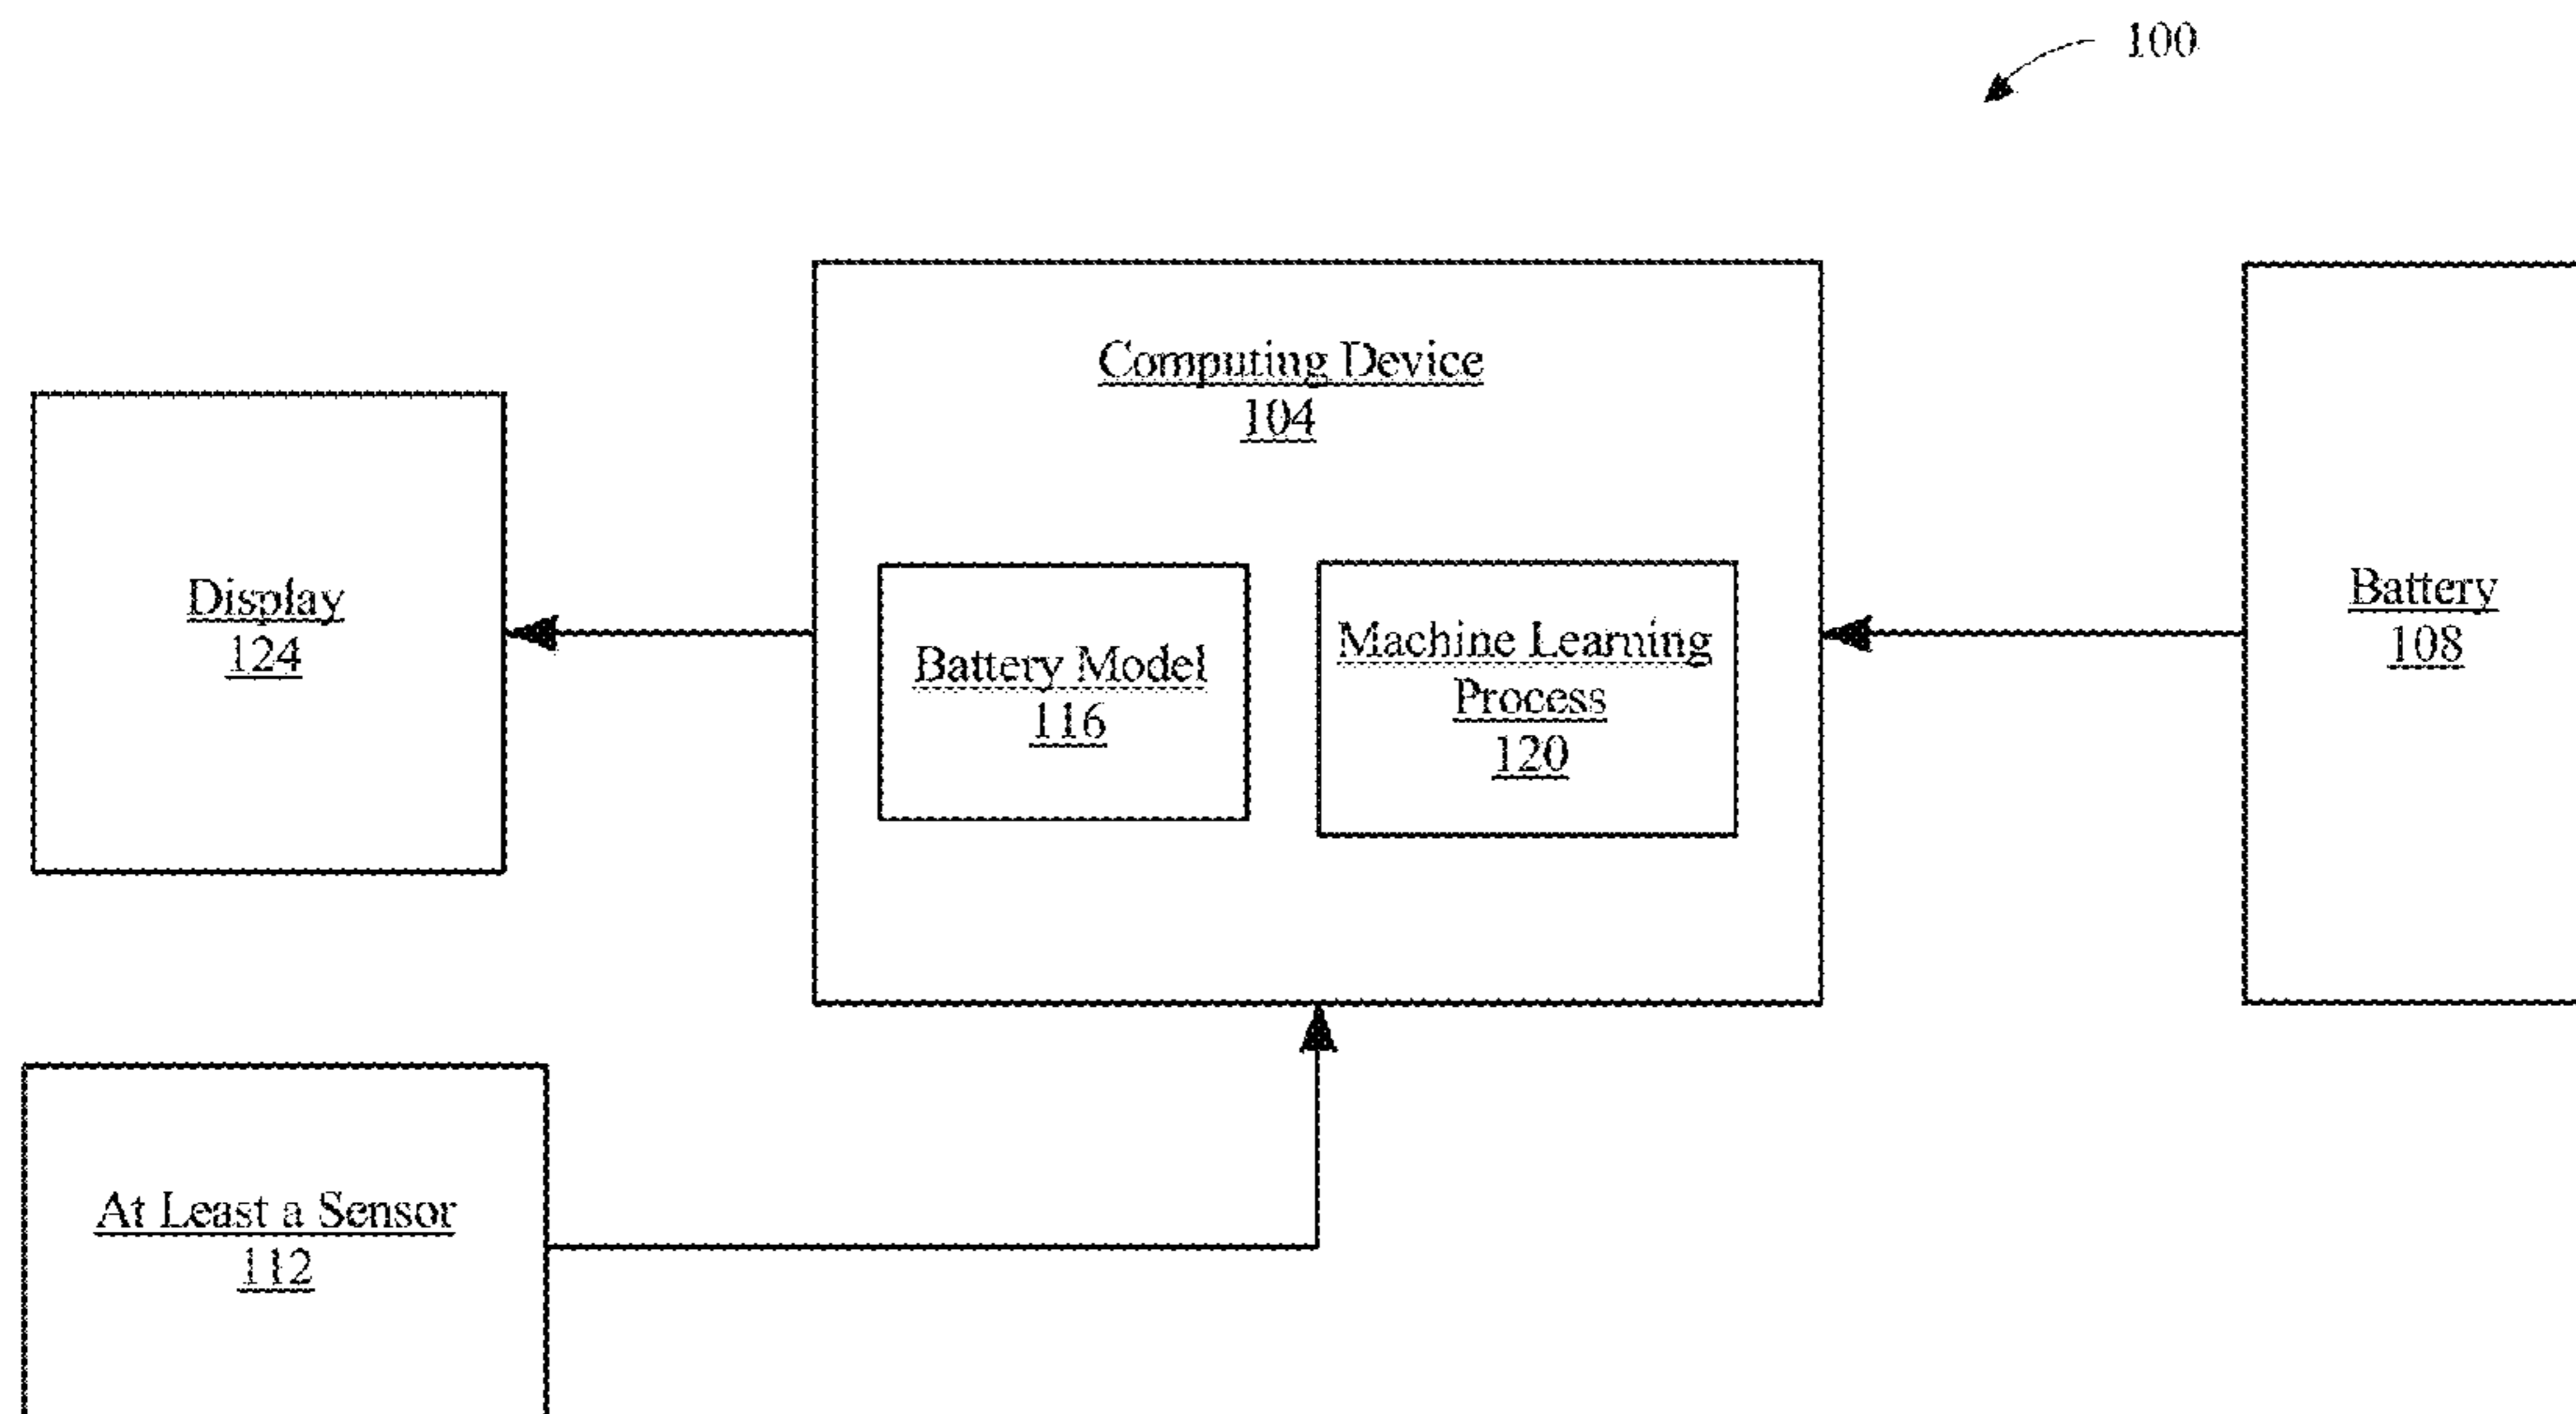 100
Computing Device
104
Display
124
Battery Model
116
Machine Learning
Process
120
Battery
108
At Least a Sensor
112